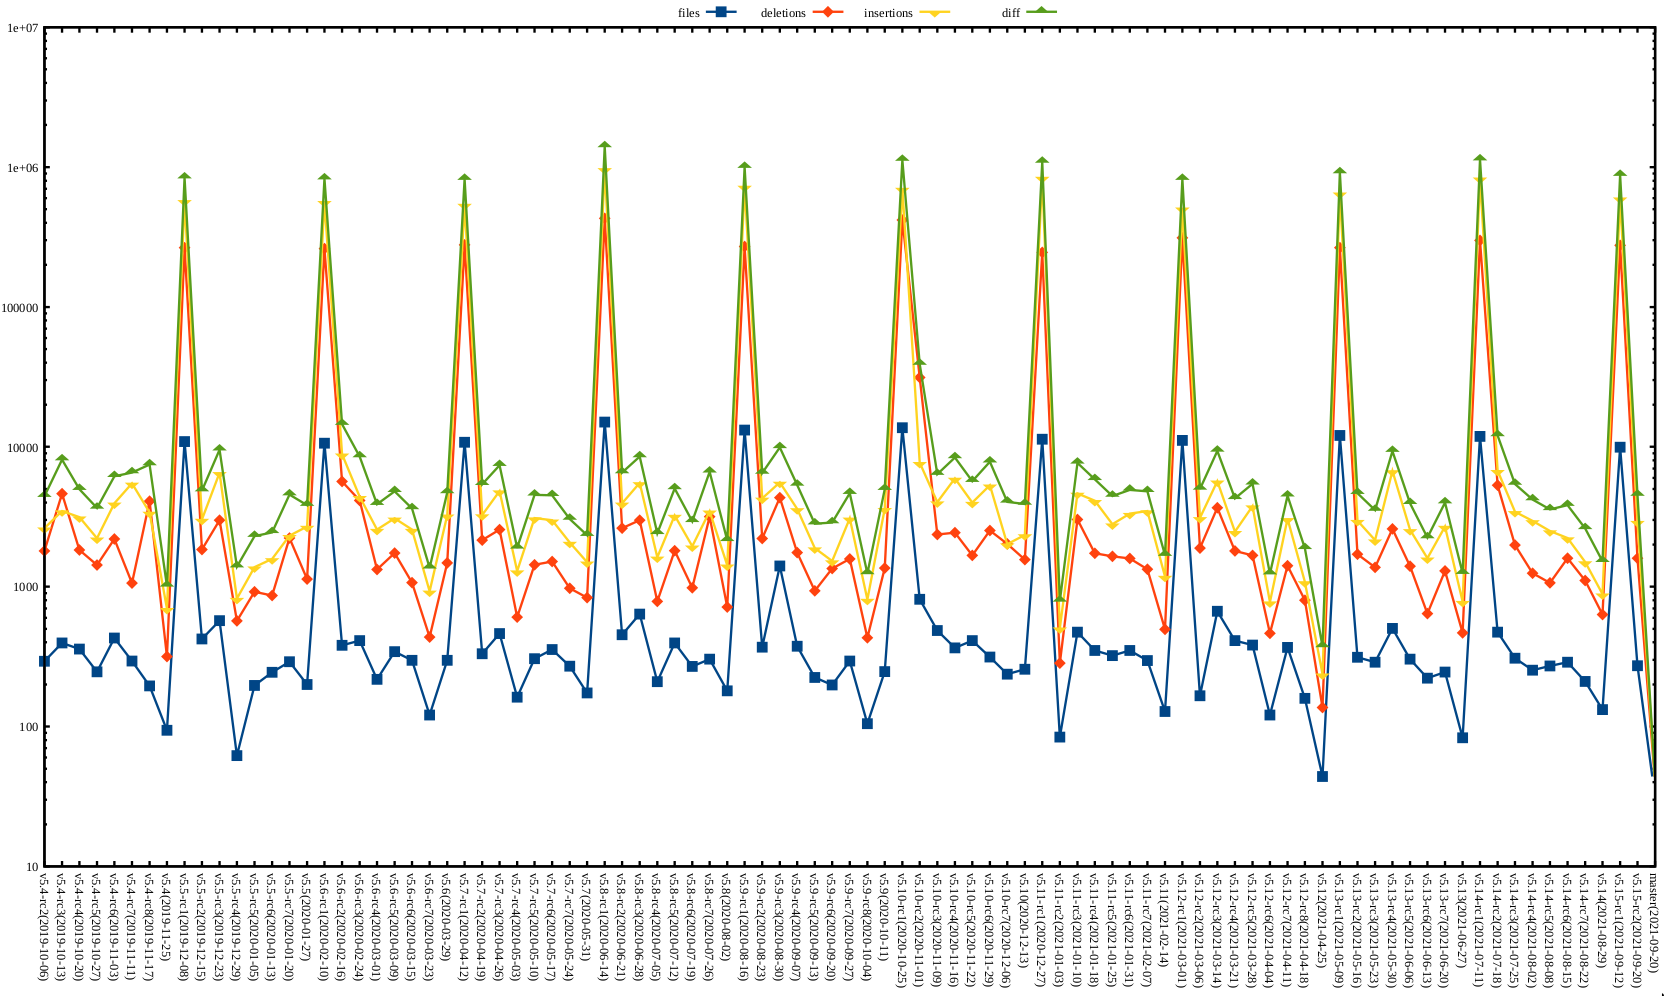 files deletions insertions diff
1e+07
1e+06
100000
10000
1000
100
10
v5.4-rc2(2019-10-06)
v5.4-rc3(2019-10-13)
v5.4-rc4(2019-10-20)
v5.4-rc5(2019-10-27)
v5.4-rc6(2019-11-03)
v5.4-rc7(2019-11-11)
v5.4-rc8(2019-11-17)
v5.4(2019-11-25)
v5.5-rc1(2019-12-08)
v5.5-rc2(2019-12-15)
v5.5-rc3(2019-12-23)
v5.5-rc4(2019-12-29)
v5.5-rc5(2020-01-05)
v5.5-rc6(2020-01-13)
v5.5-rc7(2020-01-20)
v5.5(2020-01-27)
v5.6-rc1(2020-02-10)
v5.6-rc2(2020-02-16)
v5.6-rc3(2020-02-24)
v5.6-rc4(2020-03-01)
v5.6-rc5(2020-03-09)
v5.6-rc6(2020-03-15)
v5.6-rc7(2020-03-23)
v5.6(2020-03-29)
v5.7-rc1(2020-04-12)
v5.7-rc2(2020-04-19)
v5.7-rc3(2020-04-26)
v5.7-rc4(2020-05-03)
v5.7-rc5(2020-05-10)
v5.7-rc6(2020-05-17)
v5.7-rc7(2020-05-24)
v5.7(2020-05-31)
v5.8-rc1(2020-06-14)
v5.8-rc2(2020-06-21)
v5.8-rc3(2020-06-28)
v5.8-rc4(2020-07-05)
v5.8-rc5(2020-07-12)
v5.8-rc6(2020-07-19)
v5.8-rc7(2020-07-26)
v5.8(2020-08-02)
v5.9-rc1(2020-08-16)
v5.9-rc2(2020-08-23)
v5.9-rc3(2020-08-30)
v5.9-rc4(2020-09-07)
v5.9-rc5(2020-09-13)
v5.9-rc6(2020-09-20)
v5.9-rc7(2020-09-27)
v5.9-rc8(2020-10-04)
v5.9(2020-10-11)
v5.10-rc1(2020-10-25)
v5.10-rc2(2020-11-01)
v5.10-rc3(2020-11-09)
v5.10-rc4(2020-11-16)
v5.10-rc5(2020-11-22)
v5.10-rc6(2020-11-29)
v5.10-rc7(2020-12-06)
v5.10(2020-12-13)
v5.11-rc1(2020-12-27)
v5.11-rc2(2021-01-03)
v5.11-rc3(2021-01-10)
v5.11-rc4(2021-01-18)
v5.11-rc5(2021-01-25)
v5.11-rc6(2021-01-31)
v5.11-rc7(2021-02-07)
v5.11(2021-02-14)
v5.12-rc1(2021-03-01)
v5.12-rc2(2021-03-06)
v5.12-rc3(2021-03-14)
v5.12-rc4(2021-03-21)
v5.12-rc5(2021-03-28)
v5.12-rc6(2021-04-04)
v5.12-rc7(2021-04-11)
v5.12-rc8(2021-04-18)
v5.12(2021-04-25)
v5.13-rc1(2021-05-09)
v5.13-rc2(2021-05-16)
v5.13-rc3(2021-05-23)
v5.13-rc4(2021-05-30)
v5.13-rc5(2021-06-06)
v5.13-rc6(2021-06-13)
v5.13-rc7(2021-06-20)
v5.13(2021-06-27)
v5.14-rc1(2021-07-11)
v5.14-rc2(2021-07-18)
v5.14-rc3(2021-07-25)
v5.14-rc4(2021-08-02)
v5.14-rc5(2021-08-08)
v5.14-rc6(2021-08-15)
v5.14-rc7(2021-08-22)
v5.14(2021-08-29)
v5.15-rc1(2021-09-12)
v5.15-rc2(2021-09-20)
master(2021-09-20)